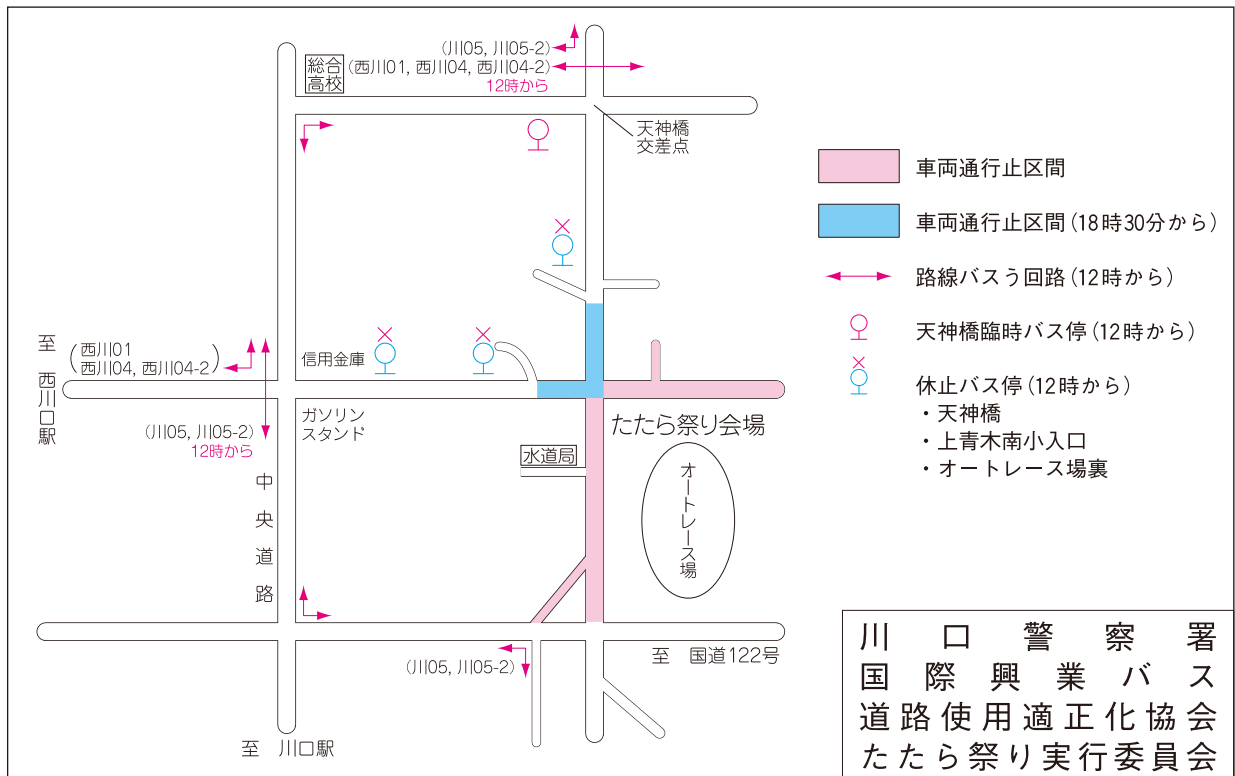 (川05, 川05-2)
総合
高校
(西川01, 西川04, 西川04-2)
12時から
天神橋
交差点
車両通行止区間
車両通行止区間(18時30分から)
路線バスう回路(12時から)
天神橋臨時バス停(12時から)
休止バス停(12時から)
・天神橋
・上青木南小入口
・オートレース場裏
至 西川口駅
(西川01
西川04, 西川04-2)
信用金庫
ガソリン
スタンド
(川05, 川05-2)
12時から
たたら祭り会場
水道局
オートレース場
中央道路
(川05, 川05-2)
至 国道122号
至 川口駅
川口警察署
国際興業バス
道路使用適正化協会
たたら祭り実行委員会